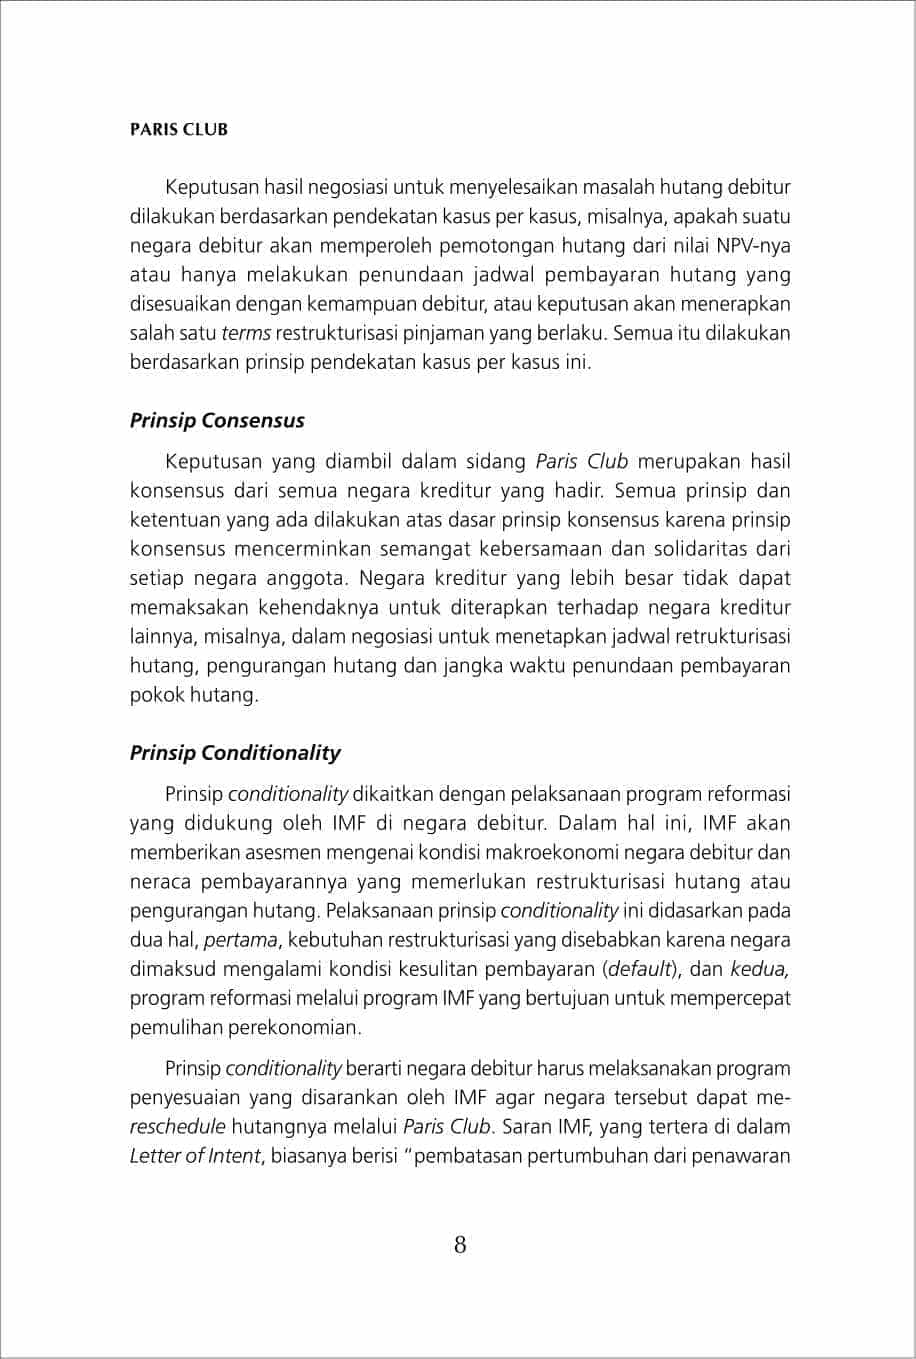 PARIS CLUB
Keputusan hasil negosiasi untuk menyelesaikan masalah hutang debitur
dilakukan berdasarkan pendekatan kasus per kasus, misalnya, apakah suatu
negara debitur akan memperoleh pemotongan hutang dari nilai NPV-nya
atau hanya melakukan penundaan jadwal pembayaran hutang yang
disesuaikan dengan kemampuan debitur, atau keputusan akan menerapkan
salah satu terms restrukturisasi pinjaman yang berlaku. Semua itu dilakukan
berdasarkan prinsip pendekatan kasus per kasus ini.
Prinsip Consensus
Keputusan yang diambil dalam sidang Paris Club merupakan hasil
konsensus dari semua negara kreditur yang hadir. Semua prinsip dan
ketentuan yang ada dilakukan atas dasar prinsip konsensus karena prinsip
konsensus mencerminkan semangat kebersamaan dan solidaritas dari
setiap negara anggota. Negara kreditur yang lebih besar tidak dapat
memaksakan kehendaknya untuk diterapkan terhadap negara kreditur
lainnya, misalnya, dalam negosiasi untuk menetapkan jadwal retrukturisasi
hutang, pengurangan hutang dan jangka waktu penundaan pembayaran
pokok hutang.
Prinsip Conditionality
Prinsip conditionality dikaitkan dengan pelaksanaan program reformasi
yang didukung oleh IMF di negara debitur. Dalam hal ini, IMF akan
memberikan asesmen mengenai kondisi makroekonomi negara debitur dan
neraca pembayarannya yang memerlukan restrukturisasi hutang atau
pengurangan hutang. Pelaksanaan prinsip conditionality ini didasarkan pada
dua hal, pertama, kebutuhan restrukturisasi yang disebabkan karena negara
dimaksud mengalami kondisi kesulitan pembayaran (default), dan kedua,
program reformasi melalui program IMF yang bertujuan untuk mempercepat
pemulihan perekonomian.
Prinsip conditionality berarti negara debitur harus melaksanakan program
penyesuaian yang disarankan oleh IMF agar negara tersebut dapat me-
reschedule hutangnya melalui Paris Club. Saran IMF, yang tertera di dalam
Letter of Intent, biasanya berisi “pembatasan pertumbuhan dari penawaran
8